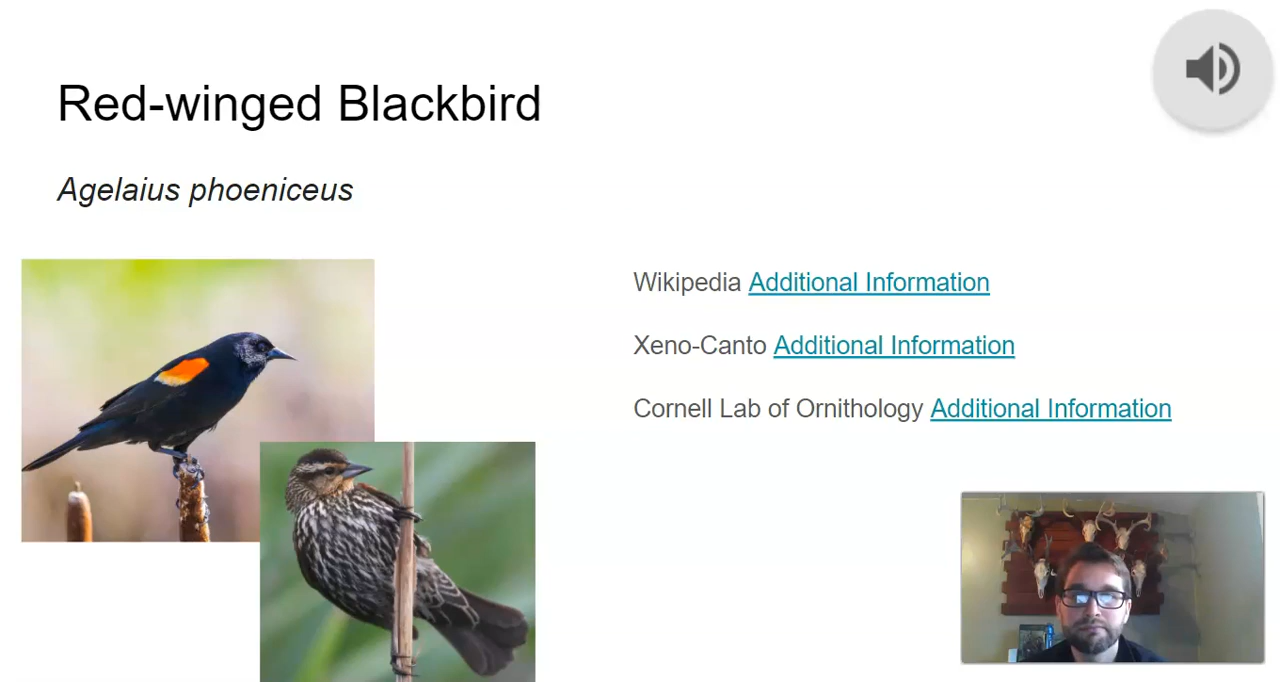 Red-winged Blackbird
Agelaius phoeniceus
Wikipedia Additional Information
Xeno-Canto Additional Information
Cornell Lab of Ornithology Additional Information